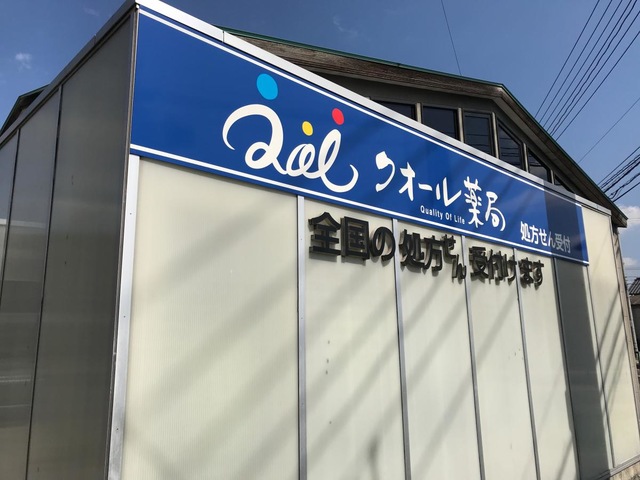 Qol クオール薬局
Quality Of Life
処方せん受付
全国の処方せん受付けます